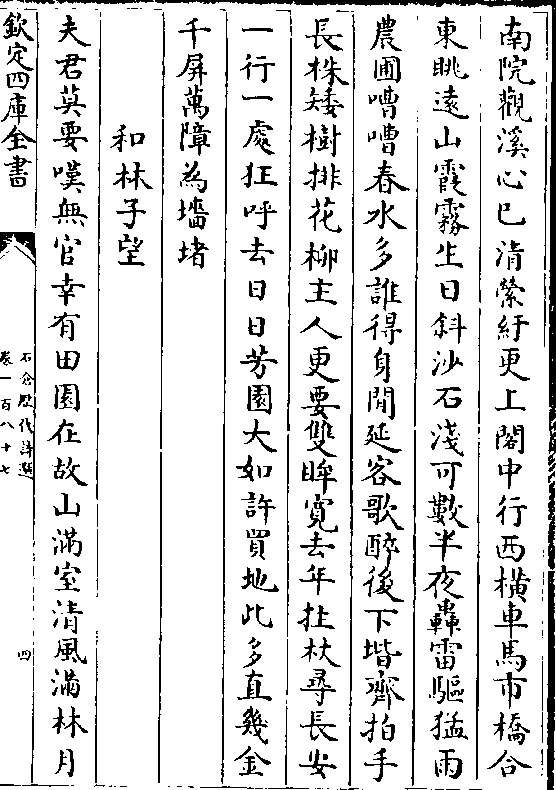 南院觀溪心已清縈紆更上閣中行西横車馬市橋合
東眺逺山霞霧生日斜沙石淺可數半夜轟雷驅猛雨
農圃嘈嘈春水多誰得身閒延客歌醉後下堦齊拍手
長株矮樹排花柳主人更要雙眸寛去年拄杖尋長安
一行一處狂呼去日日芳園大如許買地比多直幾金
千屏萬障為墻堵
和林子望
夫君莫要嘆無官幸有田園在故山滿室清風滿林月
欽定四庫全書
石倉歴代詩選
卷一百八十七
四